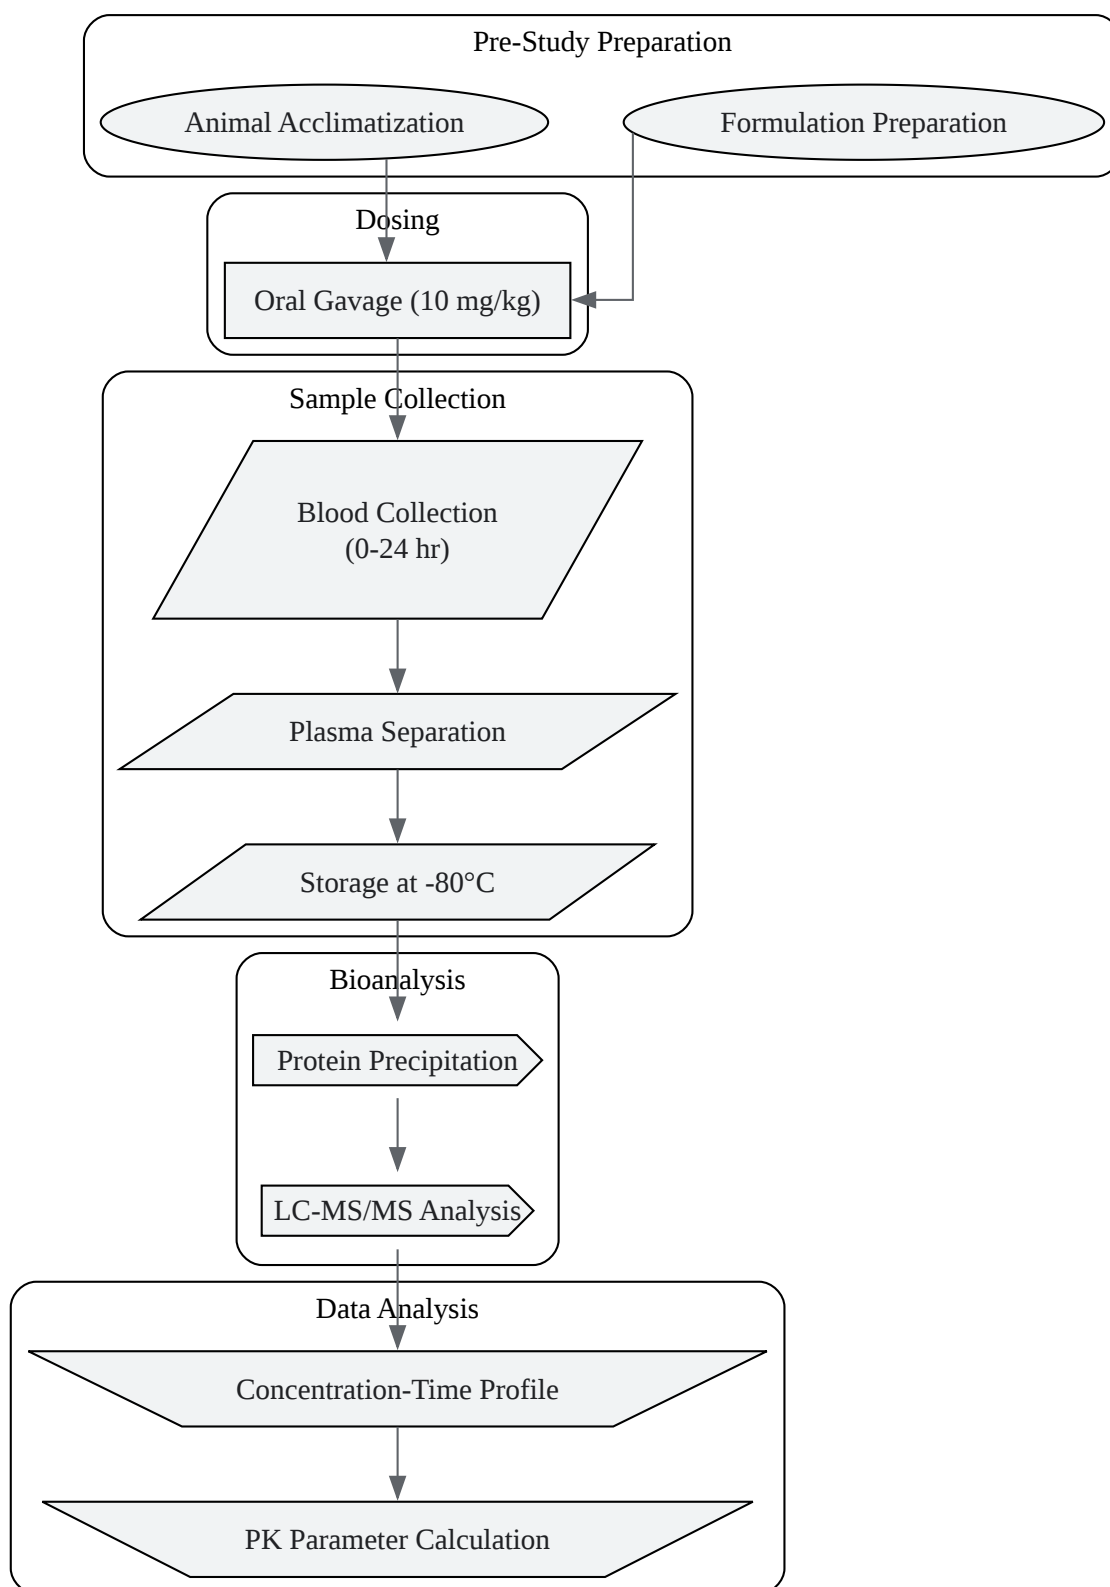 Pre-Study Preparation
Animal Acclimatization
Formulation Preparation
Dosing
Oral Gavage (10 mg/kg)
Sample Collection
Blood Collection
(0-24 hr)
Plasma Separation
Storage at -80°C
Bioanalysis
Protein Precipitation
LC-MS/MS Analysis
Data Analysis
Concentration-Time Profile
PK Parameter Calculation